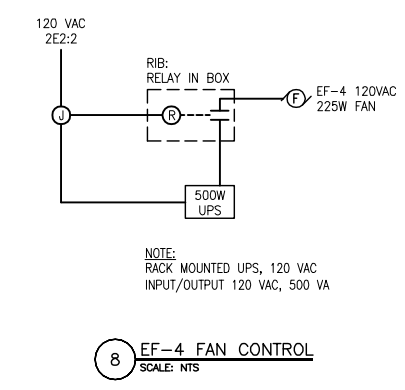 120 VAC
2E2:2
RIB:
RELAY IN BOX
J
R
F
EF-4 120VAC
225W FAN
500W
UPS
NOTE:
RACK MOUNTED UPS, 120 VAC
INPUT/OUTPUT 120 VAC, 500 VA
8
EF-4 FAN CONTROL
SCALE: NTS